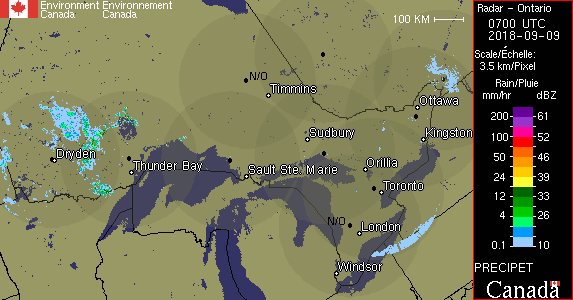 Environment Environnement
Canada Canada
100 KM
N/O
Timmins
Ottawa
Sudbury
Kingston
Dryden
Thunder Bay
Sault Ste. Marie
Orillia
Toronto
N/O
London
Windsor
Radar - Ontario
0700 UTC
2018-09-09
Scale/Échelle:
3.5 km/Pixel
Rain/Pluie
mm/hr dBZ
200 61
100 52
50 46
24 39
12 33
4 26
0.1 10
PRECIPET
Canada